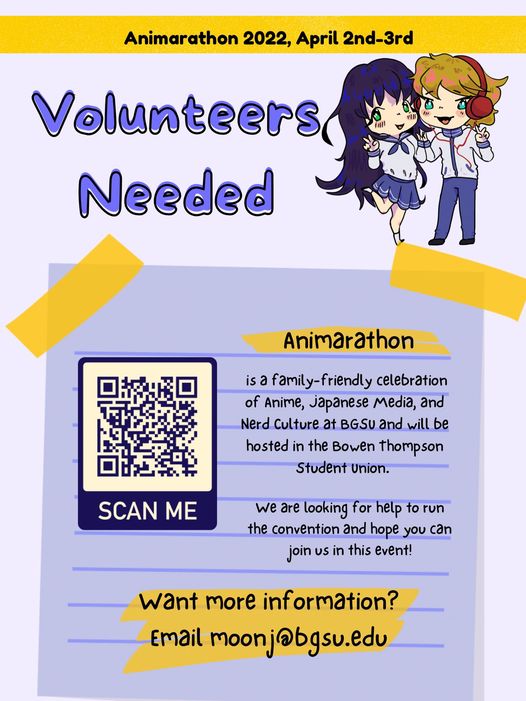 Animarathon 2022, April 2nd-3rd
Volunteers
Needed
Animarathon
is a family-friendly celebration
of Anime, Japanese Media, and
Nerd Culture at BGSU and will be
hosted in the Bowen Thompson
Student Union.
We are looking for help to run
the convention and hope you can
join us in this event!
SCAN ME
Want more information?
Email moonj@bgsu.edu